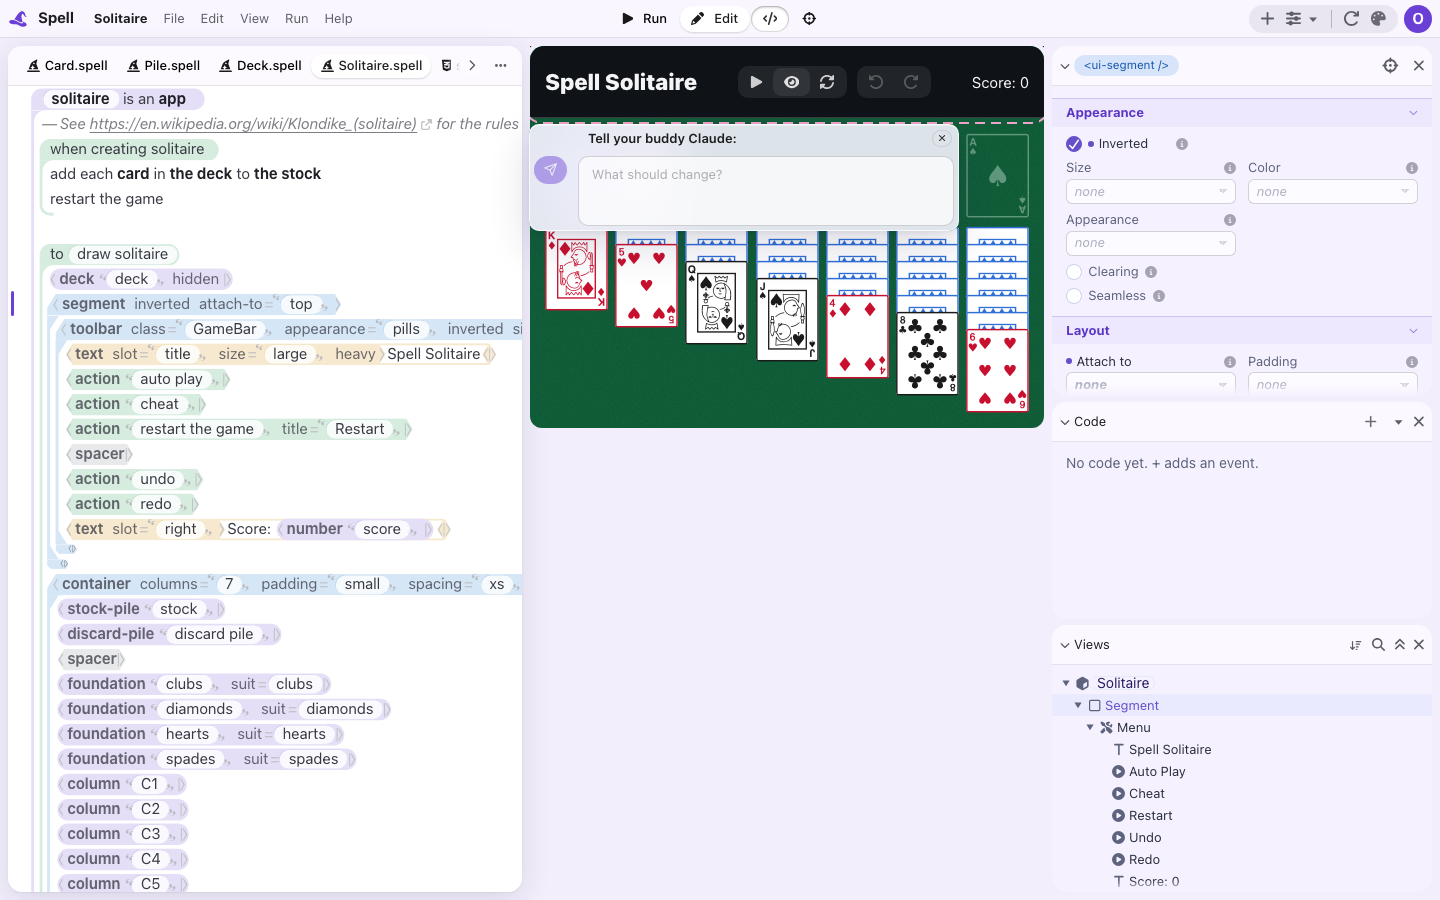 Spell Solitaire File Edit View Run Help
Run Edit </> O
Card.spell Pile.spell Deck.spell Solitaire.spell
solitaire is an app
— See https://en.wikipedia.org/wiki/Klondike_(solitaire) for the rules
when creating solitaire
add each card in the deck to the stock
restart the game
to draw solitaire
deck deck hidden
segment inverted attach-to= top
toolbar class= GameBar appearance= pills inverted si
text slot= title size= large heavy Spell Solitaire
action auto play
action cheat
action restart the game title= Restart
spacer
action undo
action redo
text slot= right Score: number score
container columns= 7 padding= small spacing= xs
stock-pile stock
discard-pile discard pile
spacer
foundation clubs suit= clubs
foundation diamonds suit= diamonds
foundation hearts suit= hearts
foundation spades suit= spades
column C1
column C2
column C3
column C4
column C5
Spell Solitaire Score: 0
Tell your buddy Claude:
What should change?
A
A
K
K
5
5
Q
Q
J
J
4
4
8
8
6
6
<ui-segment />
Appearance
Inverted
Size Color
none none
Appearance
none
Clearing
Seamless
Layout
Attach to Padding
none none
Code
No code yet. + adds an event.
Views
Solitaire
Segment
Menu
Spell Solitaire
Auto Play
Cheat
Restart
Undo
Redo
Score: 0